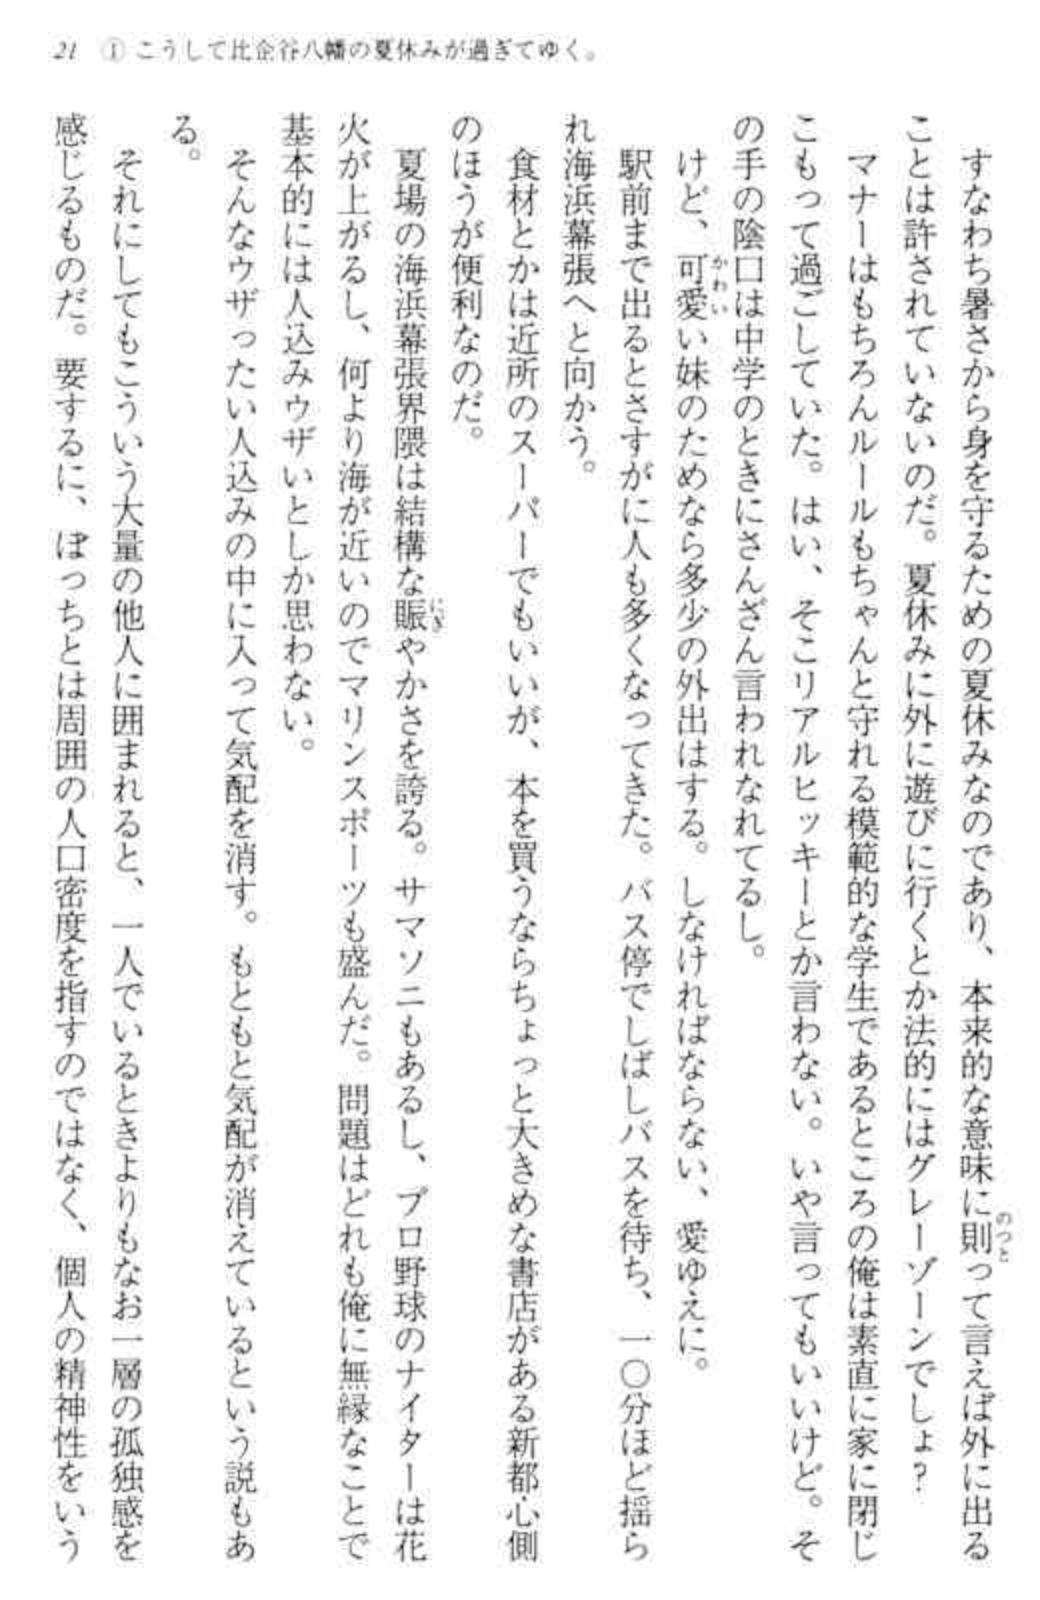 21　①こうして比企谷八幡の夏休みが過ぎてゆく。
　すなわち暑さから身を守るための夏休みなのであり、本来的な意味に則って言えば外に出る
ことは許されていないのだ。夏休みに外に遊びに行くとか法的にはグレーゾーンでしょ？
　マナーはもちろんルールもちゃんと守れる模範的な学生であるところの俺は素直に家に閉じ
こもって過ごしていた。はい、そこリアルヒッキーとか言わない。いや言ってもいいけど。そ
の手の陰口は中学のときにさんざん言われなれてるし。
　けど、可愛い妹のためなら多少の外出はする。しなければならない、愛ゆえに。
　駅前まで出るとさすがに人も多くなってきた。バス停でしばしバスを待ち、一〇分ほど揺ら
れ海浜幕張へと向かう。
　食材とかは近所のスーパーでもいいが、本を買うならちょっと大きめな書店がある新都心側
のほうが便利なのだ。
　夏場の海浜幕張界隈は結構な賑やかさを誇る。サマソニもあるし、プロ野球のナイターは花
火が上がるし、何より海が近いのでマリンスポーツも盛んだ。問題はどれも俺に無縁なことで
基本的には人込みウザいとしか思わない。
　そんなウザったい人込みの中に入って気配を消す。もともと気配が消えているという説もあ
る。
　それにしてもこういう大量の他人に囲まれると、一人でいるときよりもなお一層の孤独感を
感じるものだ。要するに、ぼっちとは周囲の人口密度を指すのではなく、個人の精神性をいう